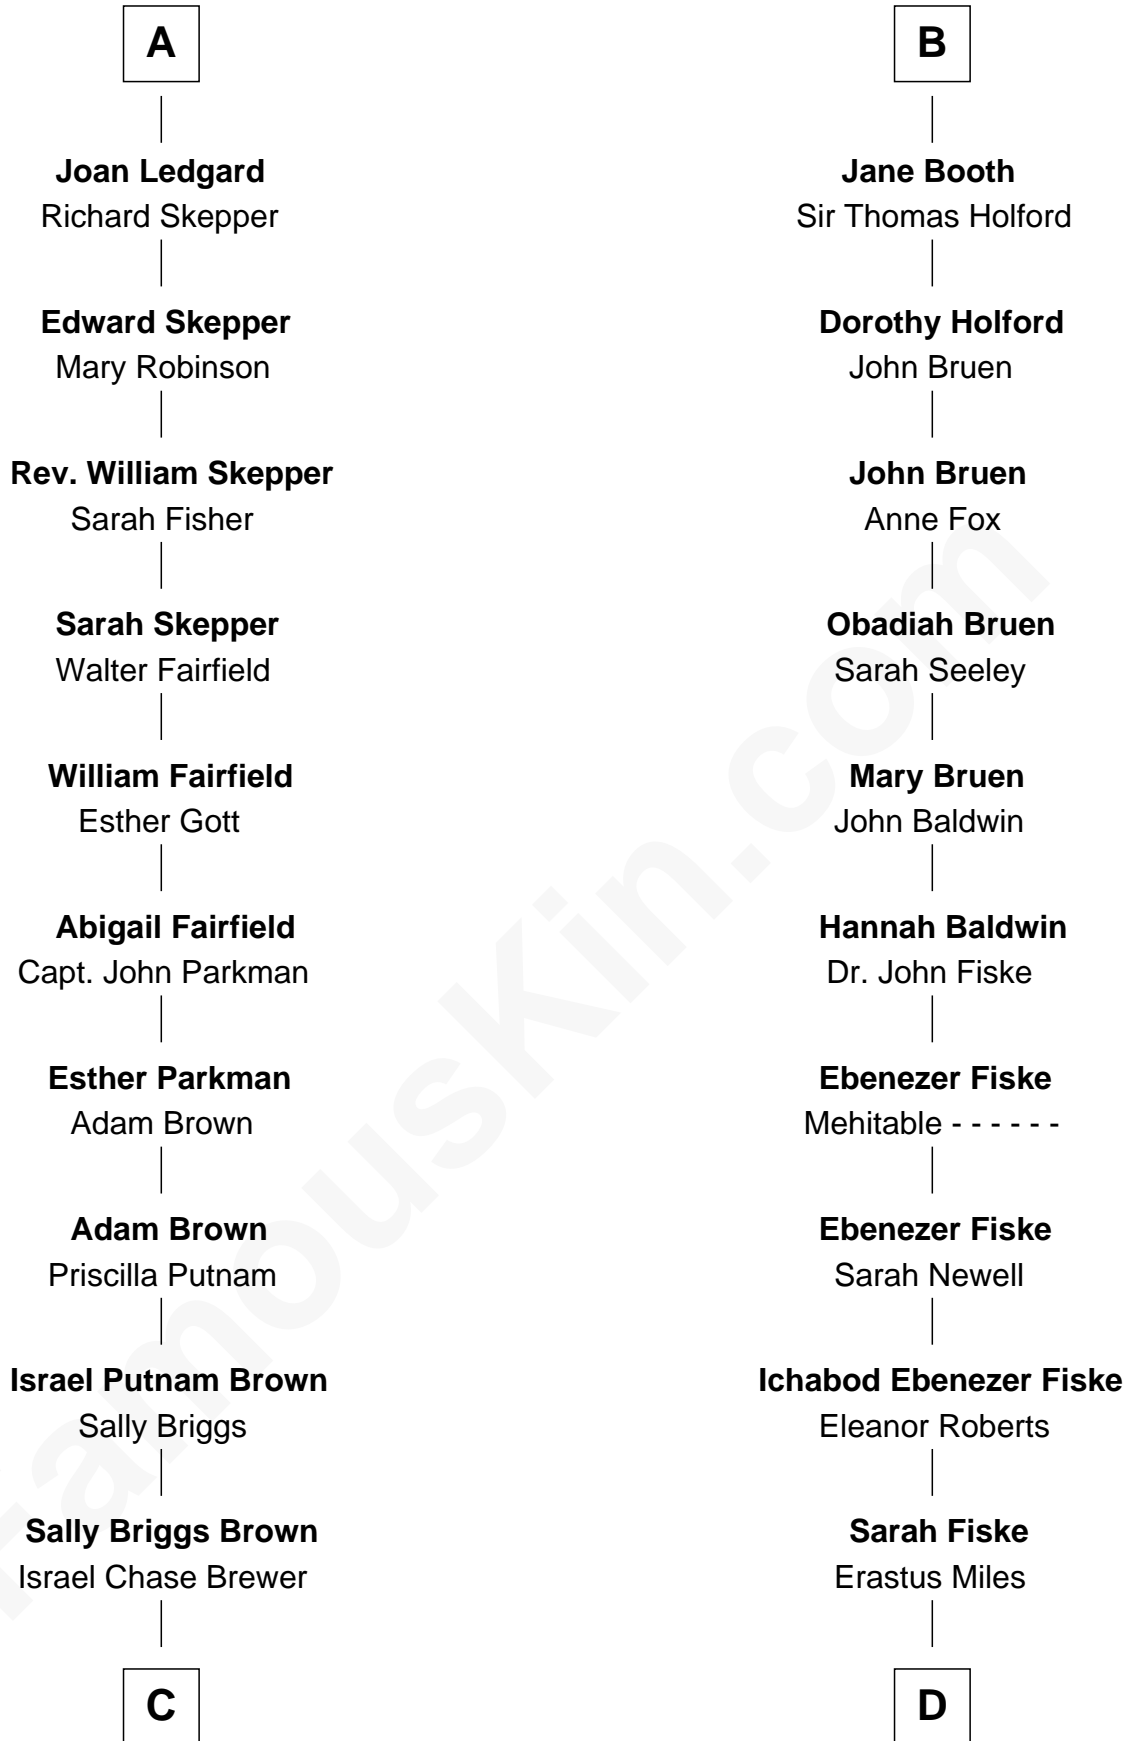 A
Joan Ledgard
Richard Skepper
Edward Skepper
Mary Robinson
Rev. William Skepper
Sarah Fisher
Sarah Skepper
Walter Fairfield
William Fairfield
Esther Gott
Abigail Fairfield
Capt. John Parkman
Esther Parkman
Adam Brown
Adam Brown
Priscilla Putnam
Israel Putnam Brown
Sally Briggs
Sally Briggs Brown
Israel Chase Brewer
C
B
Jane Booth
Sir Thomas Holford
Dorothy Holford
John Bruen
John Bruen
Anne Fox
Obadiah Bruen
Sarah Seeley
Mary Bruen
John Baldwin
Hannah Baldwin
Dr. John Fiske
Ebenezer Fiske
Mehitable - - - - - -
Ebenezer Fiske
Sarah Newell
Ichabod Ebenezer Fiske
Eleanor Roberts
Sarah Fiske
Erastus Miles
D
FamousKin.com